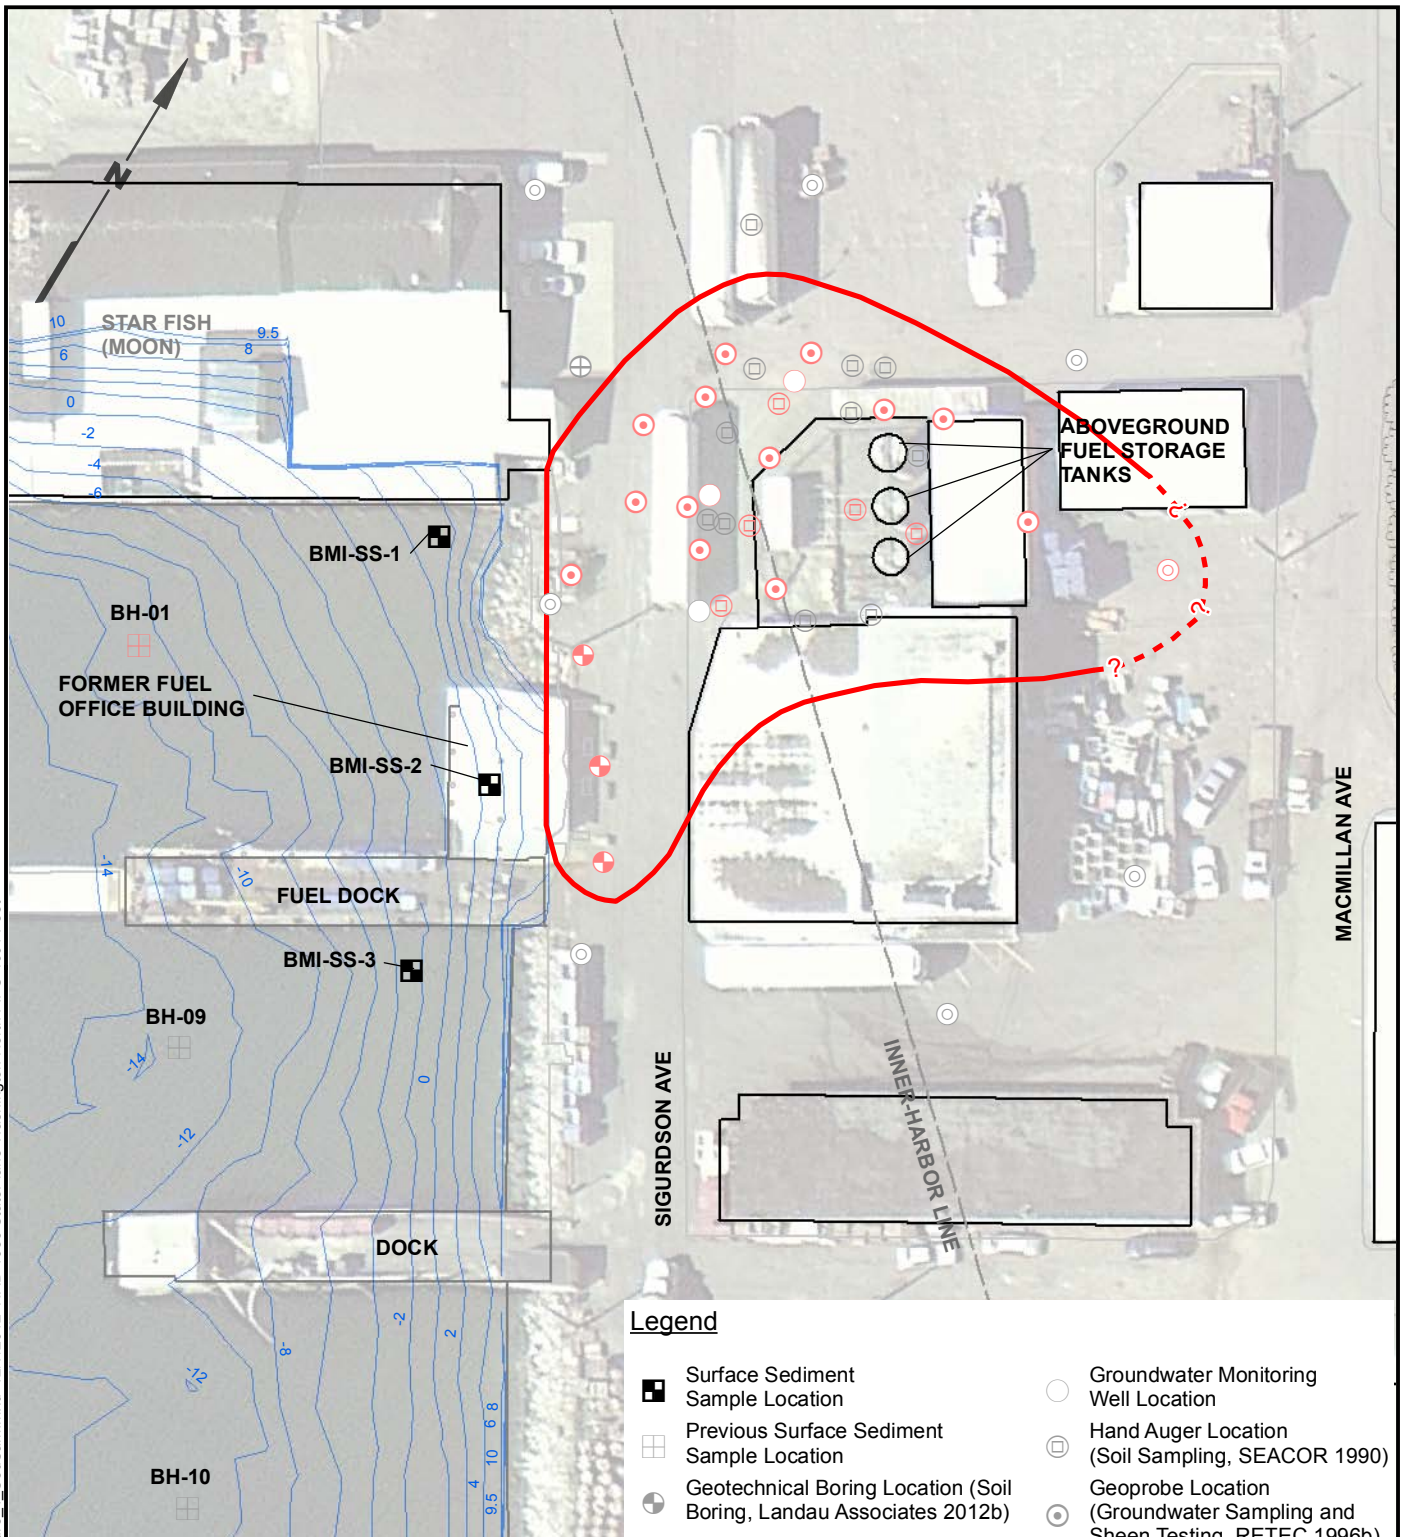 N
STAR FISH
(MOON)
10
6
0
-2
-4
-6
9.5
8
BMI-SS-1
BH-01
FORMER FUEL
OFFICE BUILDING
BMI-SS-2
ABOVEGROUND
FUEL STORAGE
TANKS
?
?
?
-14
-10
FUEL DOCK
BMI-SS-3
BH-09
-14
0
-12
SIGURDSON AVE
MACMILLAN AVE
INNER-HARBOR LINE
DOCK
-2
2
-8
-12
BH-10
8
6
10
4
9.5
Legend
Surface Sediment
Sample Location
Previous Surface Sediment
Sample Location
Geotechnical Boring Location (Soil
Boring, Landau Associates 2012b)
Groundwater Monitoring
Well Location
Hand Auger Location
(Soil Sampling, SEACOR 1990)
Geoprobe Location
(Groundwater Sampling and
Sheen Testing, RETEC 1996b)